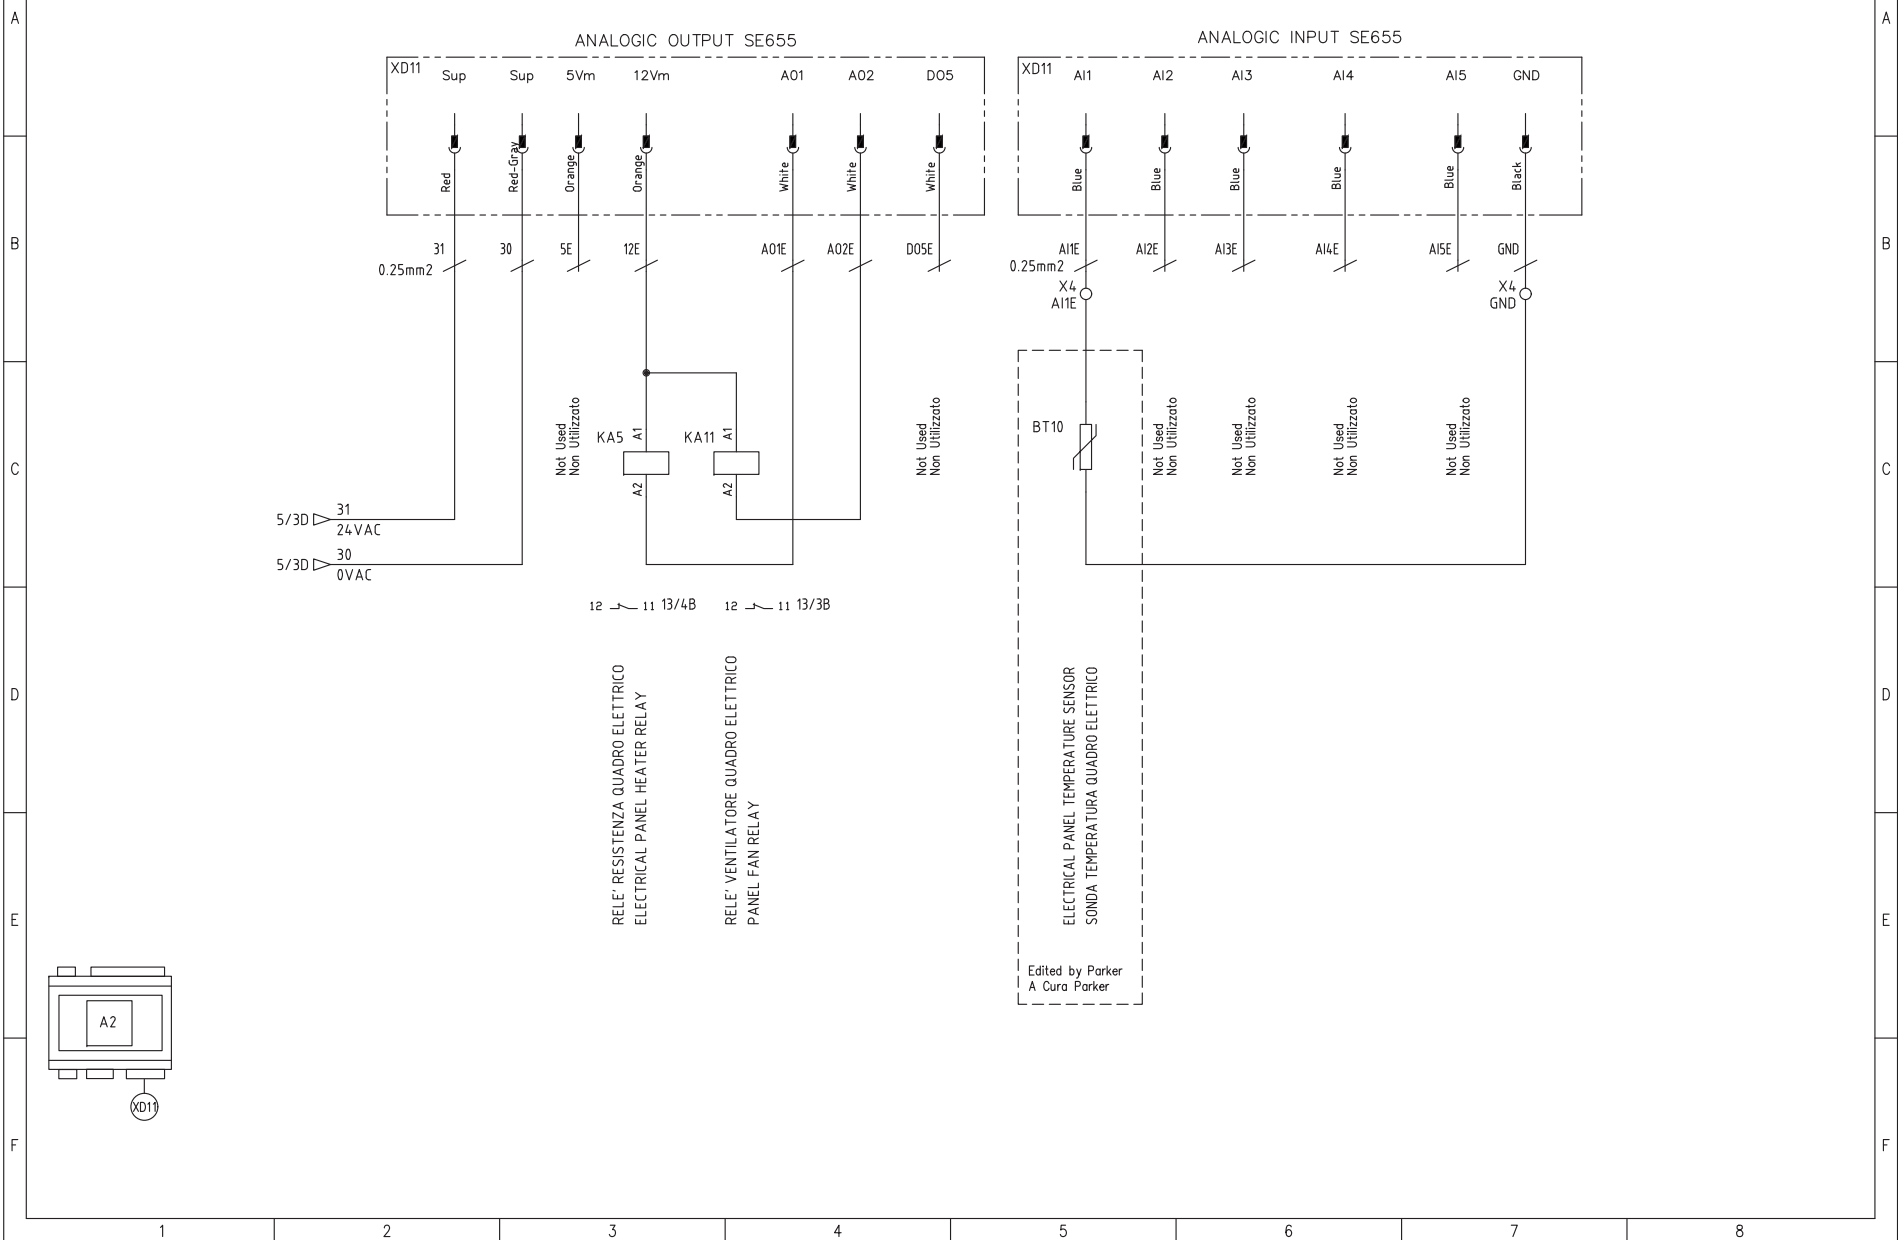 A
A
ANALOGIC OUTPUT SE655
ANALOGIC INPUT SE655
XD11
Sup
Sup
5Vm
12Vm
AO1
AO2
DO5
XD11
AI1
AI2
AI3
AI4
AI5
GND
Red
Red-Gray
Orange
Orange
White
White
White
Blue
Blue
Blue
Blue
Blue
Black
B
B
31
30
5E
12E
AO1E
AO2E
DO5E
0.25mm2
AI1E
AI2E
AI3E
AI4E
AI5E
GND
0.25mm2
X4
AI1E
X4
GND
Not Used
Non Utilizzato
KA5
A1
A2
KA11
A1
A2
Not Used
Non Utilizzato
BT10
Not Used
Non Utilizzato
Not Used
Non Utilizzato
Not Used
Non Utilizzato
Not Used
Non Utilizzato
C
C
5/3D
31
24VAC
5/3D
30
0VAC
12
11
13/4B
12
11
13/3B
RELE' RESISTENZA QUADRO ELETTRICO
ELECTRICAL PANEL HEATER RELAY
RELE' VENTILATORE QUADRO ELETTRICO
PANEL FAN RELAY
ELECTRICAL PANEL TEMPERATURE SENSOR
SONDA TEMPERATURA QUADRO ELETTRICO
D
D
E
E
Edited by Parker
A Cura Parker
A2
XD11
F
F
1
2
3
4
5
6
7
8